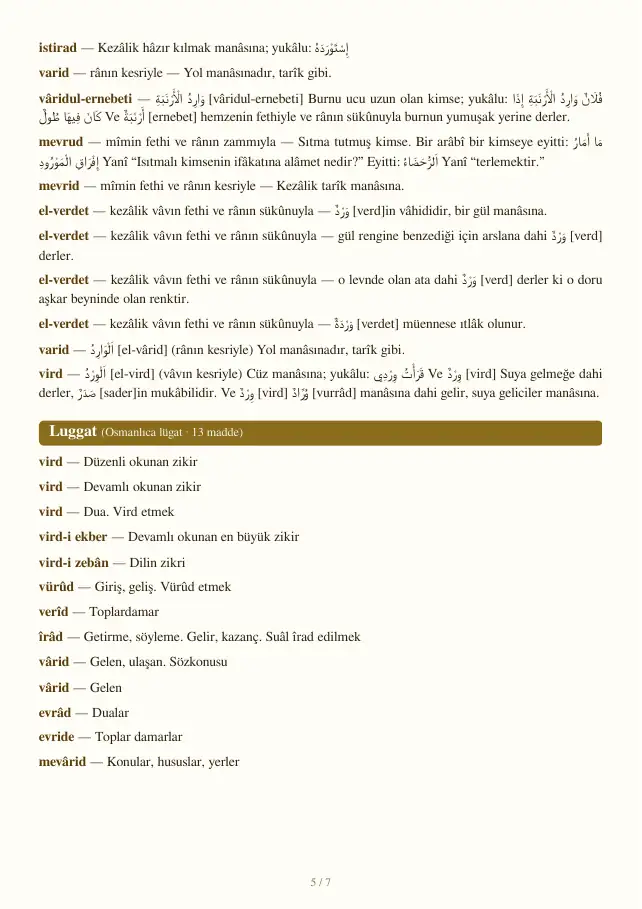 istirad — Kezâlik hâzır kılmak manâsına; yukâlu: اِسْتَوْرَدَهُ
varid — rânın kesriyle — Yol manâsınadır, tarîk gibi.
vâridul-ernebeti — وَارِدُ الْأَرْنَبَةِ [vâridul-ernebeti] Burnu ucu uzun olan kimse; yukâlu: فُلَانٌ وَارِدُ الْأَرْنَبَةِ إِذَا
كَانَ فِيهَا طُولٌ Ve أَرْنَبَةٌ [ernebet] hemzenin fethiyle ve rânın sükûnuyla burnun yumuşak yerine derler.
mevrud — mîmin fethi ve rânın zammıyla — Sıtma tutmuş kimse. Bir arâbî bir kimseye eyitti: مَا أَمَارُ
إِفْرَاقِ الْمَوْرُودِ Yanî “Isıtmalı kimsenin ifâkatına alâmet nedir?” Eyitti: اَلرُّحَضَاءُ Yanî “terlemektir.”
mevrid — mîmin fethi ve rânın kesriyle — Kezâlik tarîk manâsına.
el-verdet — kezâlik vâvın fethi ve rânın sükûnuyla — وَرْدٌ [verd]in vâhididir, bir gül manâsına.
el-verdet — kezâlik vâvın fethi ve rânın sükûnuyla — gül rengine benzediği için arslana dahi وَرْدٌ [verd]
derler.
el-verdet — kezâlik vâvın fethi ve rânın sükûnuyla — o levnde olan ata dahi وَرْدٌ [verd] derler ki o doru
aşkar beyninde olan renktir.
el-verdet — kezâlik vâvın fethi ve rânın sükûnuyla — وَرْدَةٌ [verdet] müennese ıtlâk olunur.
varid — اَلْوَارِدُ [el-vârid] (rânın kesriyle) Yol manâsınadır, tarîk gibi.
vird — اَلْوِرْدُ [el-vird] (vâvın kesriyle) Cüz manâsına; yukâlu: قَرَأْتُ وِرْدِى Ve وِرْدٌ [vird] Suya gelmeğe dahi
derler, صَدَرٌ [sader]in mukâbilidir. Ve وِرْدٌ [vird] وُرَّادٌ [vurrâd] manâsına dahi gelir, suya geliciler manâsına.
Luggat (Osmanlıca lügat · 13 madde)
vird — Düzenli okunan zikir
vird — Devamlı okunan zikir
vird — Dua. Vird etmek
vird-i ekber — Devamlı okunan en büyük zikir
vird-i zebân — Dilin zikri
vürûd — Giriş, geliş. Vürûd etmek
verîd — Toplardamar
îrâd — Getirme, söyleme. Gelir, kazanç. Suâl îrad edilmek
vârid — Gelen, ulaşan. Sözkonusu
vârid — Gelen
evrâd — Dualar
evride — Toplar damarlar
mevârid — Konular, hususlar, yerler
5 / 7